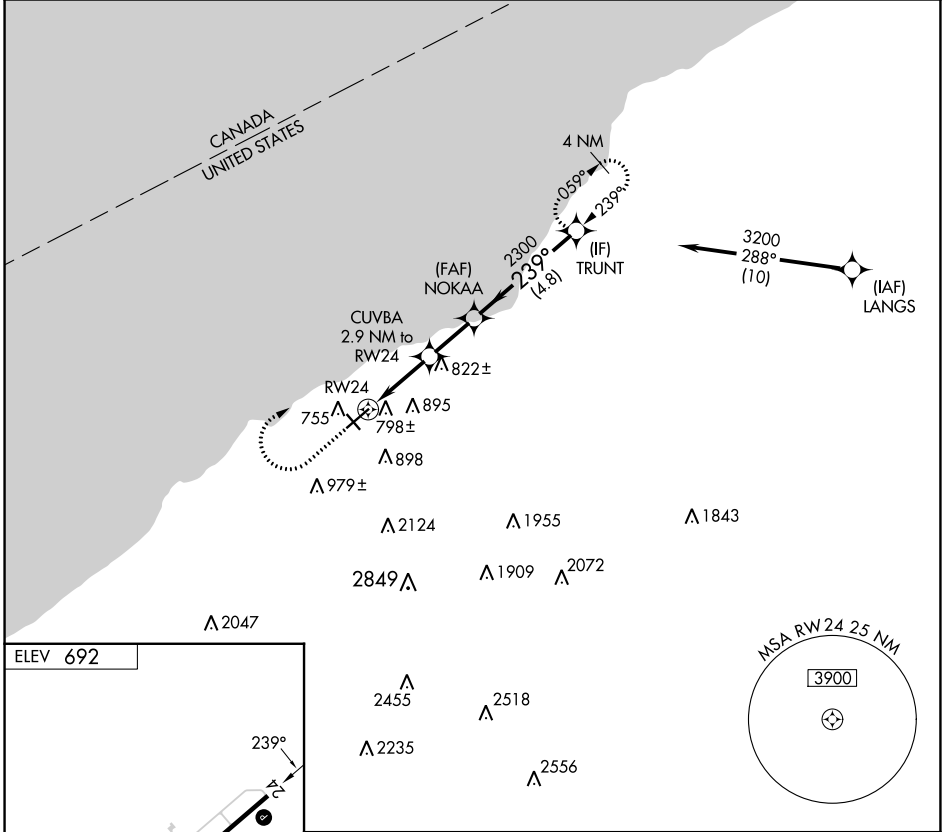 CANADA
UNITED STATES
4 NM
059°
239°
2300
239°
(4.8)
(IF)
TRUNT
3200
288°
(10)
(IAF)
LANGS
(FAF)
NOKAA
CUVBA
2.9 NM to
RW24
822±
RW24
755
798±
895
898
979±
2124
1955
1843
2849
1909
2072
2047
ELEV 692
MSA RW24 25 NM
3900
2455
2518
2235
2556
239°
24
P